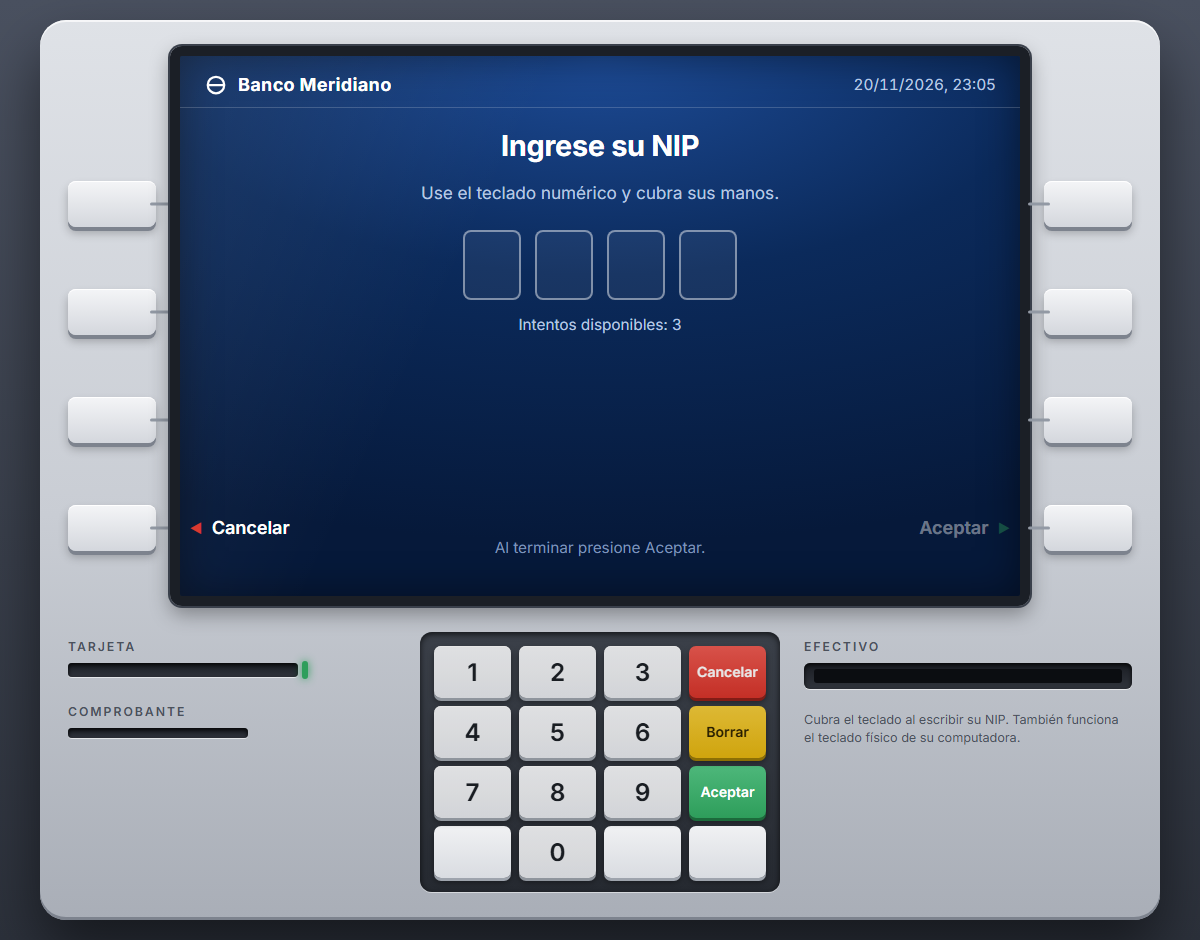 Banco Meridiano
20/11/2026, 23:05
Ingrese su NIP
Use el teclado numérico y cubra sus manos.
Intentos disponibles: 3
Cancelar
Aceptar
Al terminar presione Aceptar.
TARJETA
COMPROBANTE
1 2 3 Cancelar
4 5 6 Borrar
7 8 9 Aceptar
0
EFECTIVO
Cubra el teclado al escribir su NIP. También funciona
el teclado físico de su computadora.